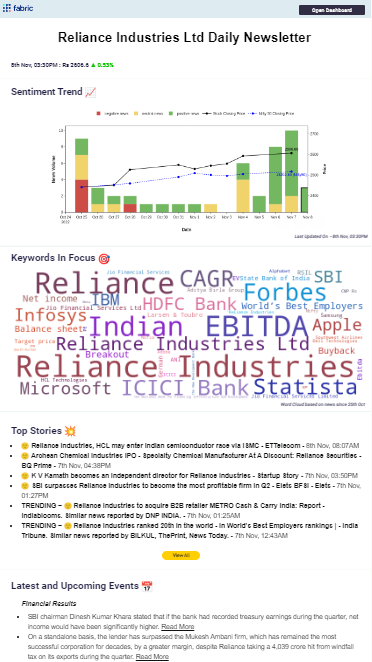 fabric
Open Dashboard
Reliance Industries Ltd Daily Newsletter
8th Nov, 03:30PM : Rs 2606.6 ▲ 0.53%
Sentiment Trend
negative news neutral news positive news Stock Closing Price Nifty 50 Closing Price
News Volume
Price
Date
Last Updated On :-8th Nov, 03:30PM
Keywords In Focus
Jio Financial Services
Reliance
CAGR
State Bank of India
SBI
Net income
IBM
Aditya Birla Group
Forbes
Jio Financial Services Ltd
HDFC Bank
World's Best Employers
Infosys
Larsen & Toubro
Samsung
Balance sheet
Indian
EBITDA
Apple
Target price
Reliance Industries Ltd
Breakout
Buyback
Reliance Industries
HCL Technologies
Ebitda
Microsoft
ICICI Bank
Statista
Word Cloud based on news since 25th Oct
Top Stories
Reliance Industries, HCL may enter Indian semiconductor race via ISMC - ETTelecom - 8th Nov, 08:07AM
Archean Chemical Industries IPO - Specialty Chemical Manufacturer At A Discount: Reliance Securities -
BQ Prime - 7th Nov, 04:38PM
K V Kamath becomes an independent director for Reliance Industries - Startup Story - 7th Nov, 03:50PM
SBI surpasses Reliance Industries to become the most profitable firm in Q2 - Elets BFSI - Elets - 7th Nov,
01:27PM
TRENDING – Reliance Industries to acquire B2B retailer METRO Cash & Carry India: Report -
Indiablooms. Similar news reported by DNP INDIA. - 7th Nov, 01:25AM
TRENDING – Reliance Industries ranked 20th in the world - in World's Best Employers rankings | - India
Tribune. Similar news reported by BILKUL, ThePrint, News Today. - 7th Nov, 12:43AM
View All
Latest and Upcoming Events
Financial Results
SBI chairman Dinesh Kumar Khara stated that if the bank had recorded treasury earnings during the quarter, net
income would have been significantly higher. Read More
On a standalone basis, the lender has surpassed the Mukesh Ambani firm, which has remained the most
successful corporation for decades, by a greater margin, despite Reliance taking a 4,039 crore hit from windfall
tax on its exports during the quarter. Read More